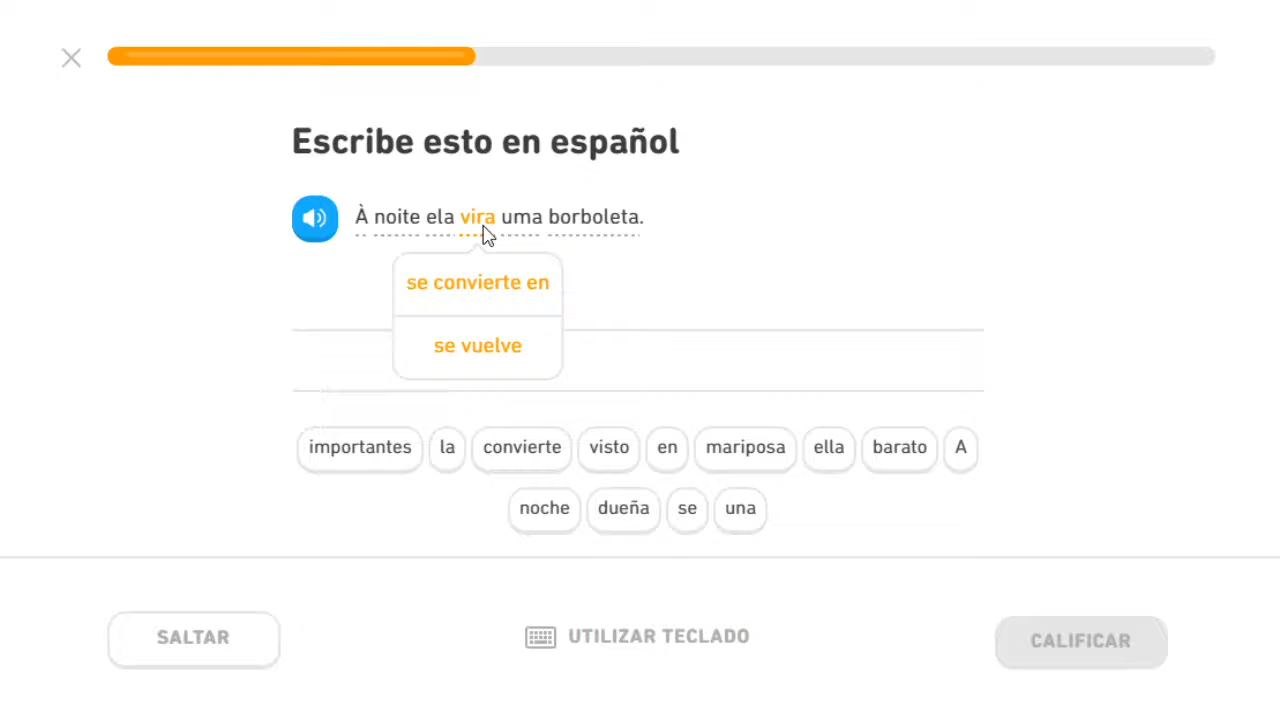 Escribe esto en español
À noite ela vira uma borboleta.
se convierte en
se vuelve
importantes la convierte visto en mariposa ella barato A
noche dueña se una
SALTAR UTILIZAR TECLADO CALIFICAR